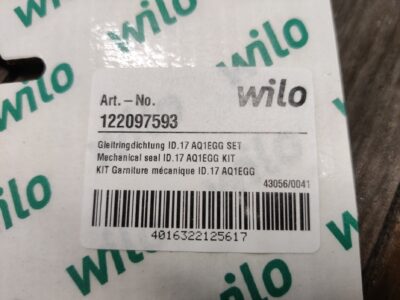 wilo
wilo
Art.–No.
wilo
122097593
Gleitringdichtung ID.17 AQ1EGG SET
Mechanical seal ID.17 AQ1EGG KIT
KIT Garniture mécanique ID.17 AQ1EGG
43056/0041
4016322125617
wilo
wilo
wilo